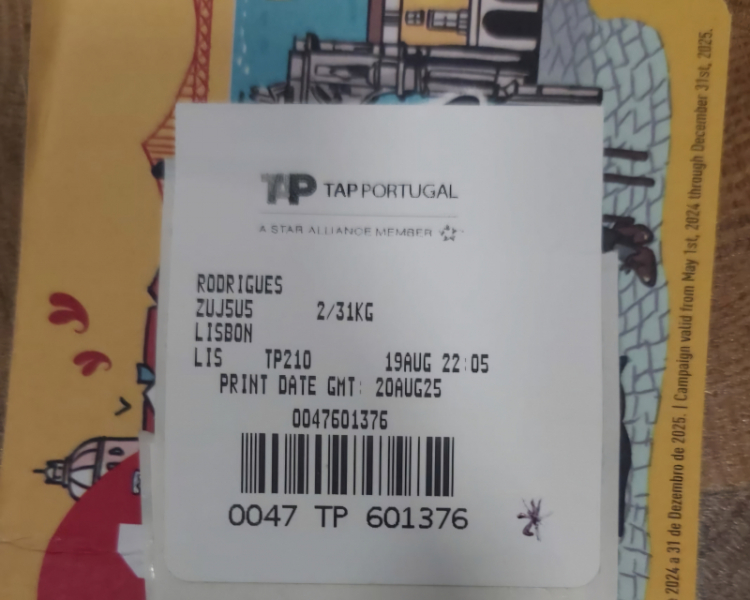 TAP TAP PORTUGAL
A STAR ALLIANCE MEMBER
RODRIGUES
ZUJ5U5 2/31KG
LISBON
LIS TP210 19AUG 22:05
PRINT DATE GMT: 20AUG25
0047601376
0047 TP 601376
2024 a 31 de Dezembro de 2025. | Campaign valid from May 1st, 2024 through December 31st, 2025.